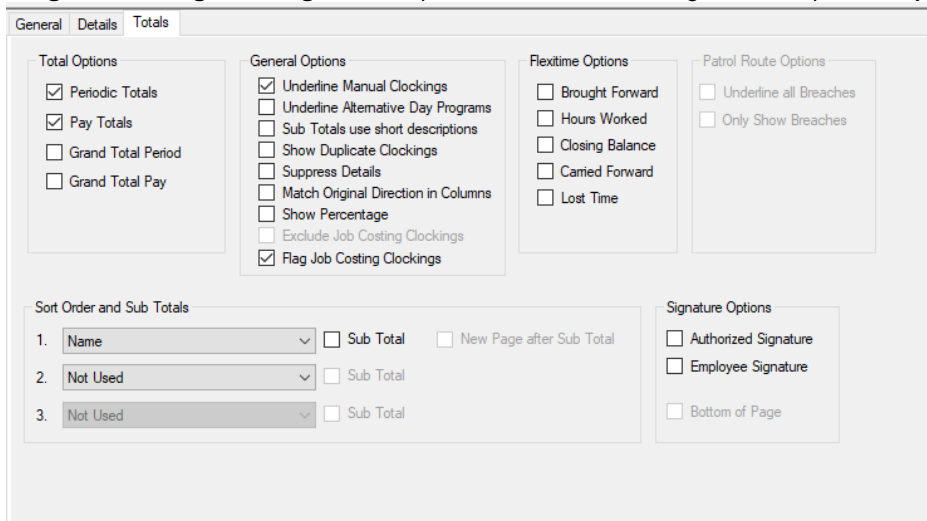 General Details Totals
Total Options
Periodic Totals
Pay Totals
Grand Total Period
Grand Total Pay
General Options
Underline Manual Clockings
Underline Alternative Day Programs
Sub Totals use short descriptions
Show Duplicate Clockings
Suppress Details
Match Original Direction in Columns
Show Percentage
Exclude Job Costing Clockings
Flag Job Costing Clockings
Flexitime Options
Brought Forward
Hours Worked
Closing Balance
Carried Forward
Lost Time
Patrol Route Options
Underline all Breaches
Only Show Breaches
Sort Order and Sub Totals
1. Name Sub Total New Page after Sub Total
2. Not Used Sub Total
3. Not Used Sub Total
Signature Options
Authorized Signature
Employee Signature
Bottom of Page